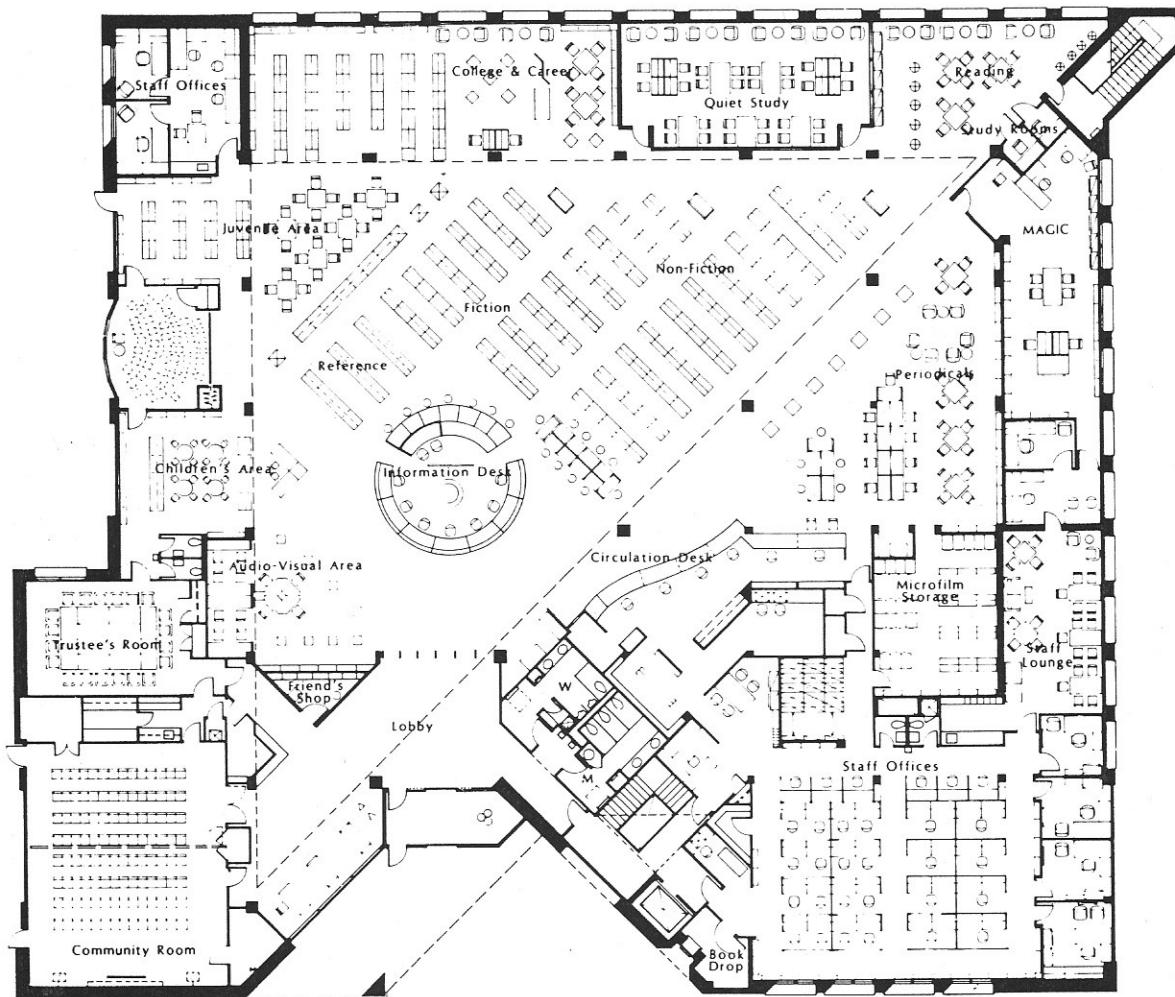 Staff Offices
College & Career
Quiet Study
Reading
Study Rooms
Juvenile Area
MAGIC
Non-Fiction
Fiction
Reference
Periodicals
Children's Area
Information Desk
Audio-Visual Area
Circulation Desk
Microfilm
Storage
Trustee's Room
Staff
Lounge
Friend's
Shop
W
Lobby
M
Staff Offices
Community Room
Book
Drop